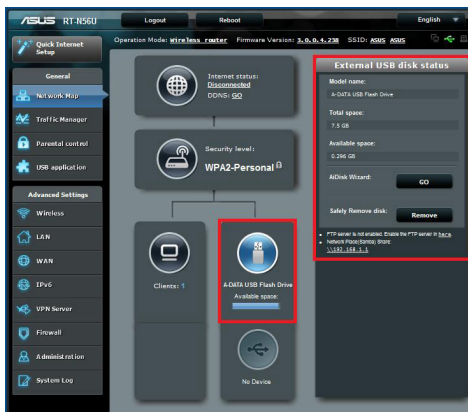 ASUS RT-N56U
Logout
Reboot
English
Quick Internet
Setup
Operation Mode: Wireless router Firmware Version: 3.0.0.4.238 SSID: ASUS ASUS
General
Network Map
Traffic Manager
Parental control
USB application
Advanced Settings
Wireless
LAN
WAN
IPv6
VPN Server
Firewall
Administration
System Log
Internet status:
Disconnected
DDNS: GO
Security level:
WPA2-Personal
Clients: 1
A-DATA USB Flash Drive
Available space:
No Device
External USB disk status
Model name:
A-DATA USB Flash Drive
Total space:
7.5 GB
Available space:
0.296 GB
AiDisk Wizard:
GO
Safely Remove disk:
Remove
FTP server is not enabled. Enable the FTP server in here.
Network Place(Samba) Share:
\\192.168.1.1